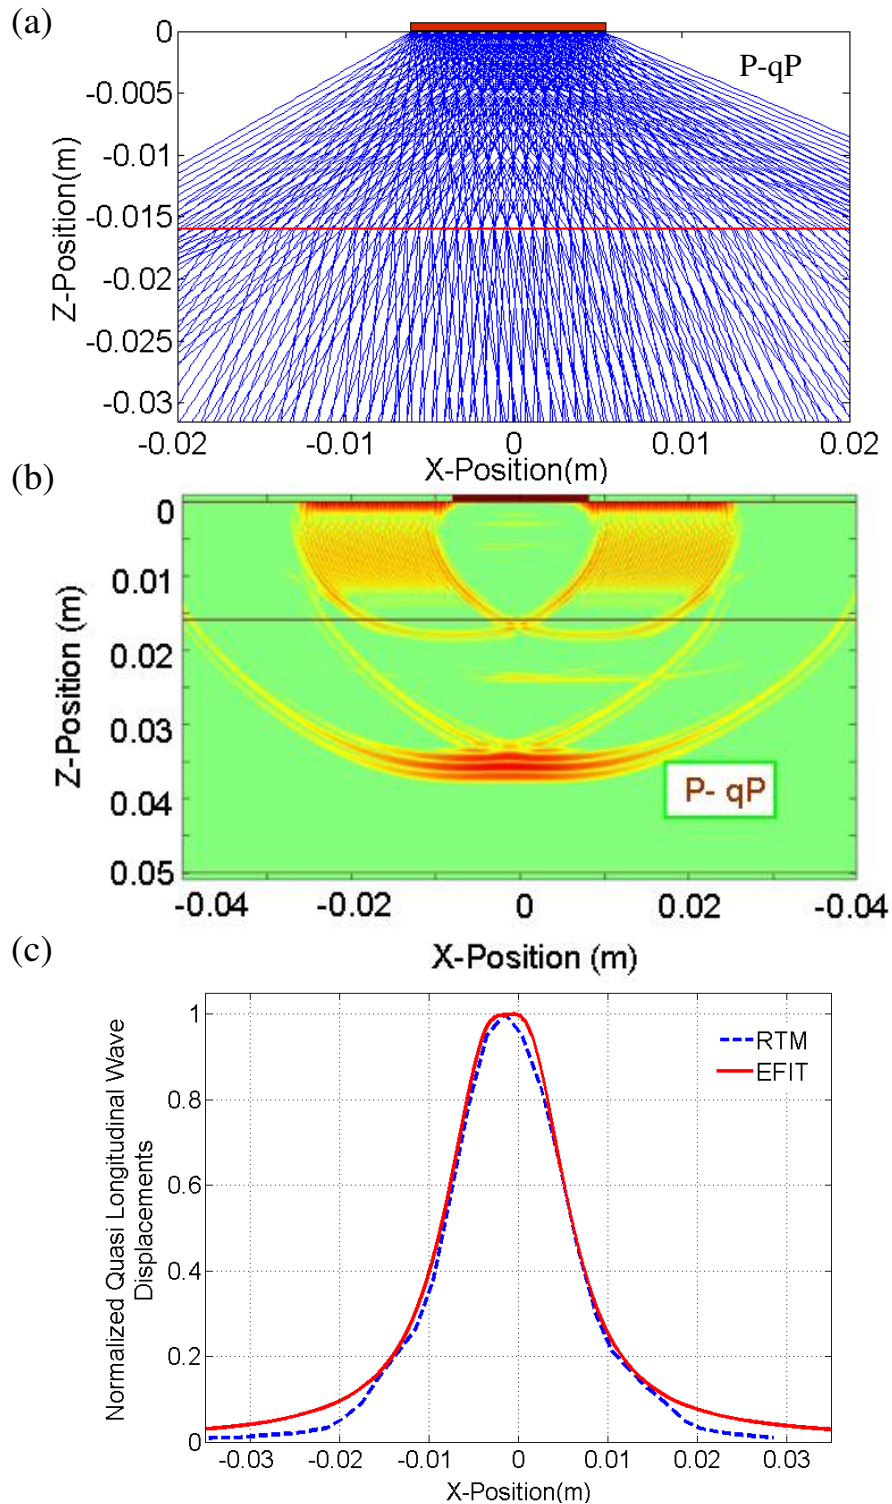 (a)
0
-0.005
-0.01
-0.015
-0.02
-0.025
-0.03
Z-Position(m)
P-qP
-0.02 -0.01 0 0.01 0.02
X-Position(m)
(b)
0
0.01
0.02
0.03
0.04
0.05
Z-Position (m)
P- qP
-0.04 -0.02 0 0.02 -0.04
X-Position (m)
(c)
1
0.8
0.6
0.4
0.2
0
Normalized Quasi Longitudinal Wave
Displacements
RTM
EFIT
-0.03 -0.02 -0.01 0 0.01 0.02 0.03
X-Position(m)